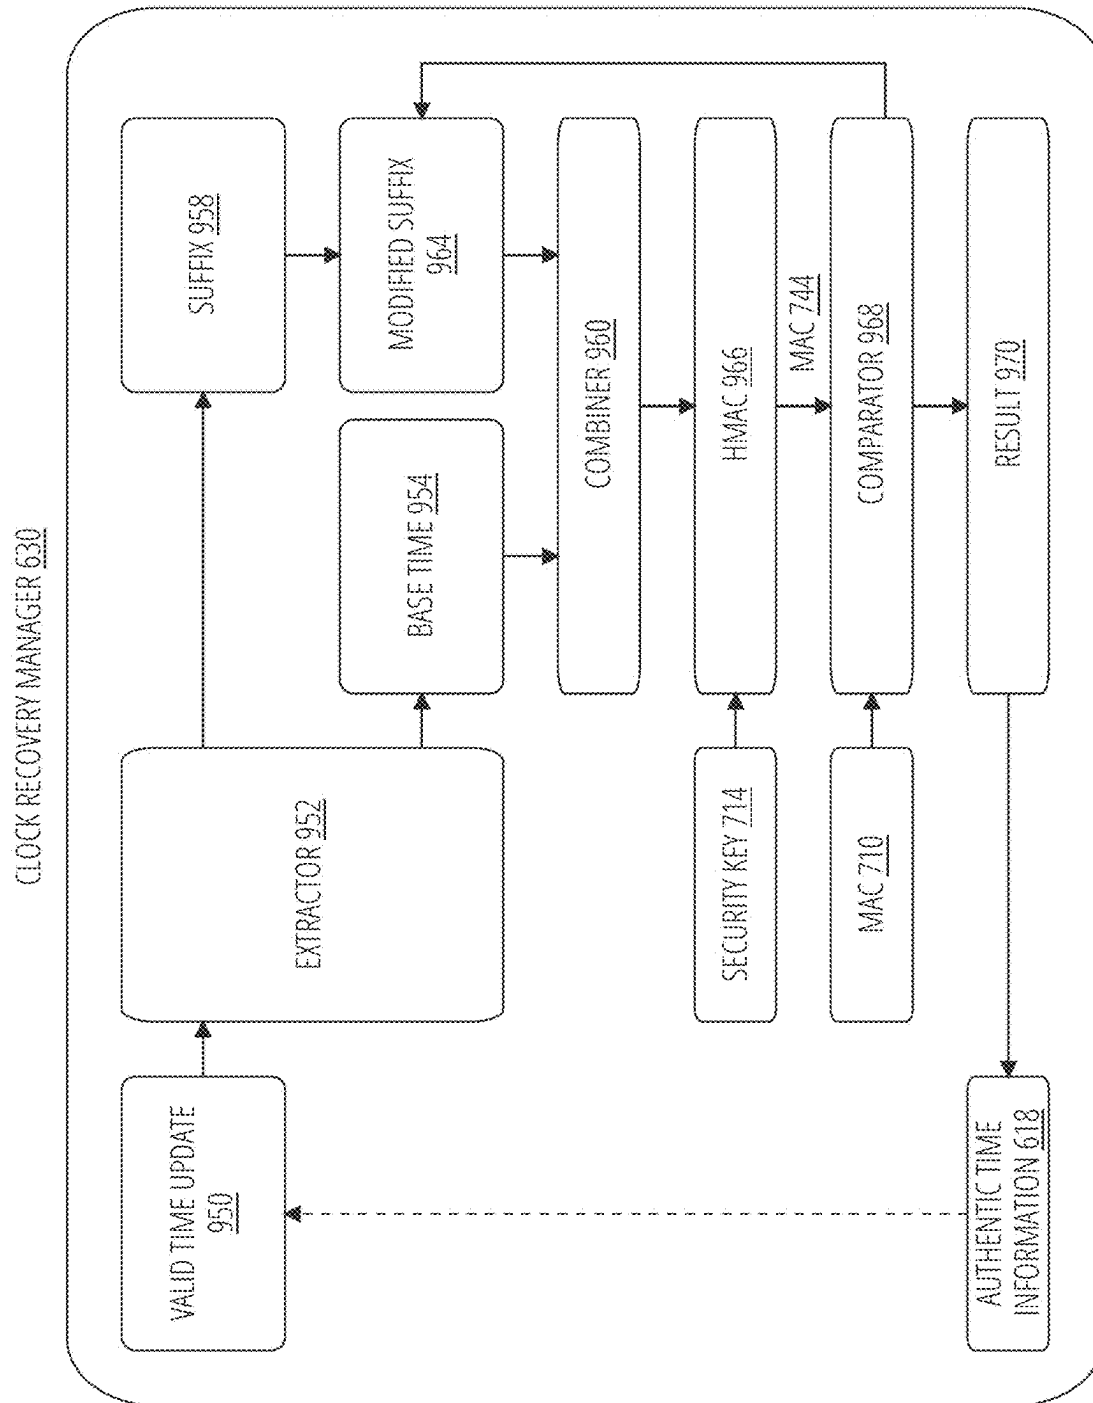 CLOCK RECOVERY MANAGER 630
VALID TIME UPDATE
950
EXTRACTOR 952
SUFFIX 958
BASE TIME 954
MODIFIED SUFFIX
964
COMBINER 960
SECURITY KEY 714
HMAC 966
MAC 744
MAC 710
COMPARATOR 968
AUTHENTIC TIME
INFORMATION 618
RESULT 970